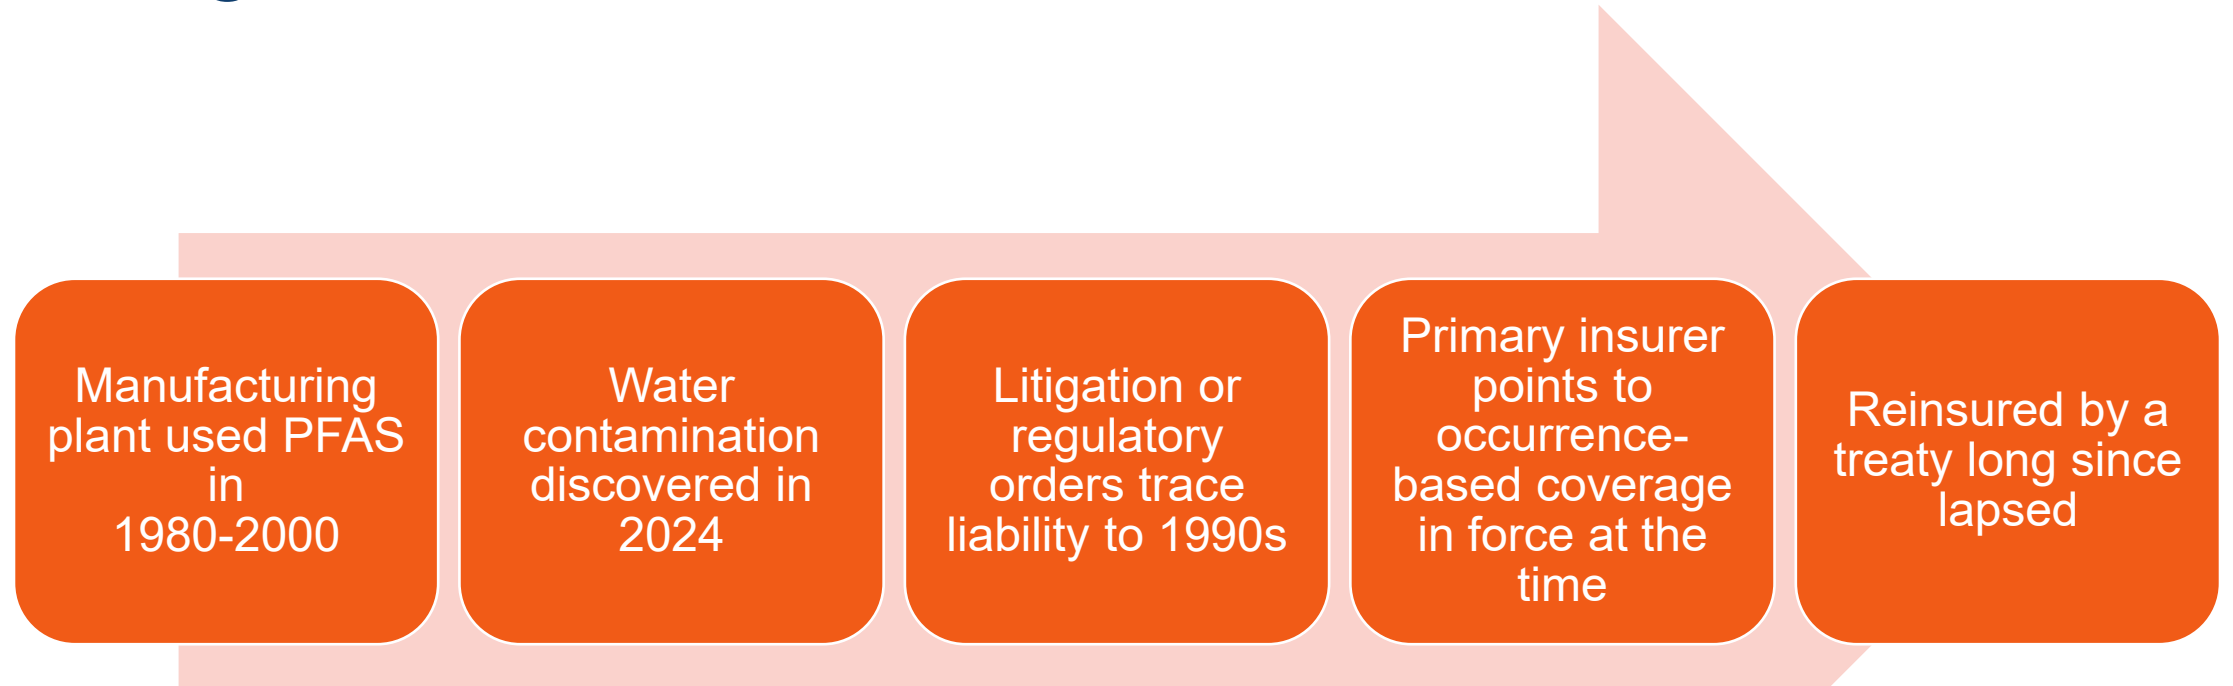 Manufacturing
plant used PFAS
in
1980-2000
Water
contamination
discovered in
2024
Litigation or
regulatory
orders trace
liability to 1990s
Primary insurer
points to
occurrence-
based coverage
in force at the
time
Reinsured by a
treaty long since
lapsed